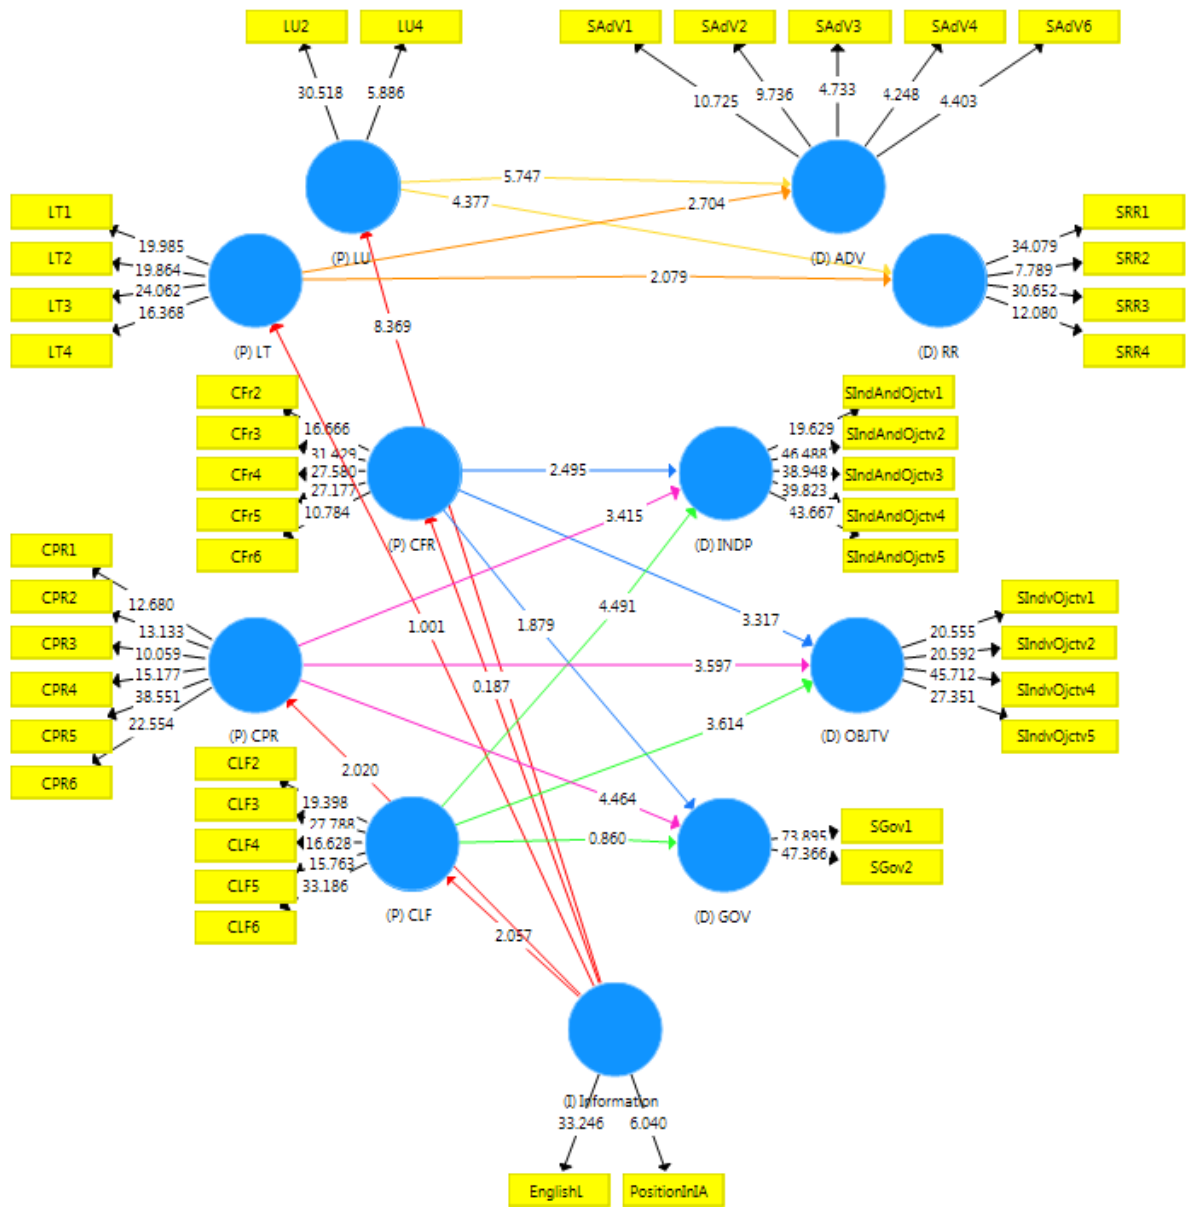 LU2
LU4
SAdV1
SAdV2
SAdV3
SAdV4
SAdV6
30.518
5.886
10.725
9.736
4.733
4.248
4.403
5.747
4.377
2.704
LT1
LT2
LT3
LT4
19.985
19.864
24.062
16.368
(P) LU
(D) ADV
SRR1
SRR2
SRR3
SRR4
34.079
7.789
30.652
12.080
2.079
8.369
(P) LT
(D) RR
CFr2
CFr3
CFr4
CFr5
CFr6
16.666
31.429
27.580
27.177
10.784
(P) CFR
2.495
3.415
SIndAndOjctv1
SIndAndOjctv2
SIndAndOjctv3
SIndAndOjctv4
SIndAndOjctv5
19.629
46.488
38.948
39.823
43.667
(D) INDP
CPR1
CPR2
CPR3
CPR4
CPR5
CPR6
12.680
13.133
10.059
15.177
38.551
22.554
(P) CPR
1.001
4.491
1.879
3.317
0.187
3.597
3.614
SIndvOjctv1
SIndvOjctv2
SIndvOjctv4
SIndvOjctv5
20.555
20.592
45.712
27.351
(D) OBJTV
2.020
4.464
0.860
CLF2
CLF3
CLF4
CLF5
CLF6
19.398
27.788
16.628
15.763
33.186
(P) CLF
SGov1
SGov2
73.895
47.366
(D) GOV
2.057
(I) Information
33.246
6.040
EnglishL
PositionInIA